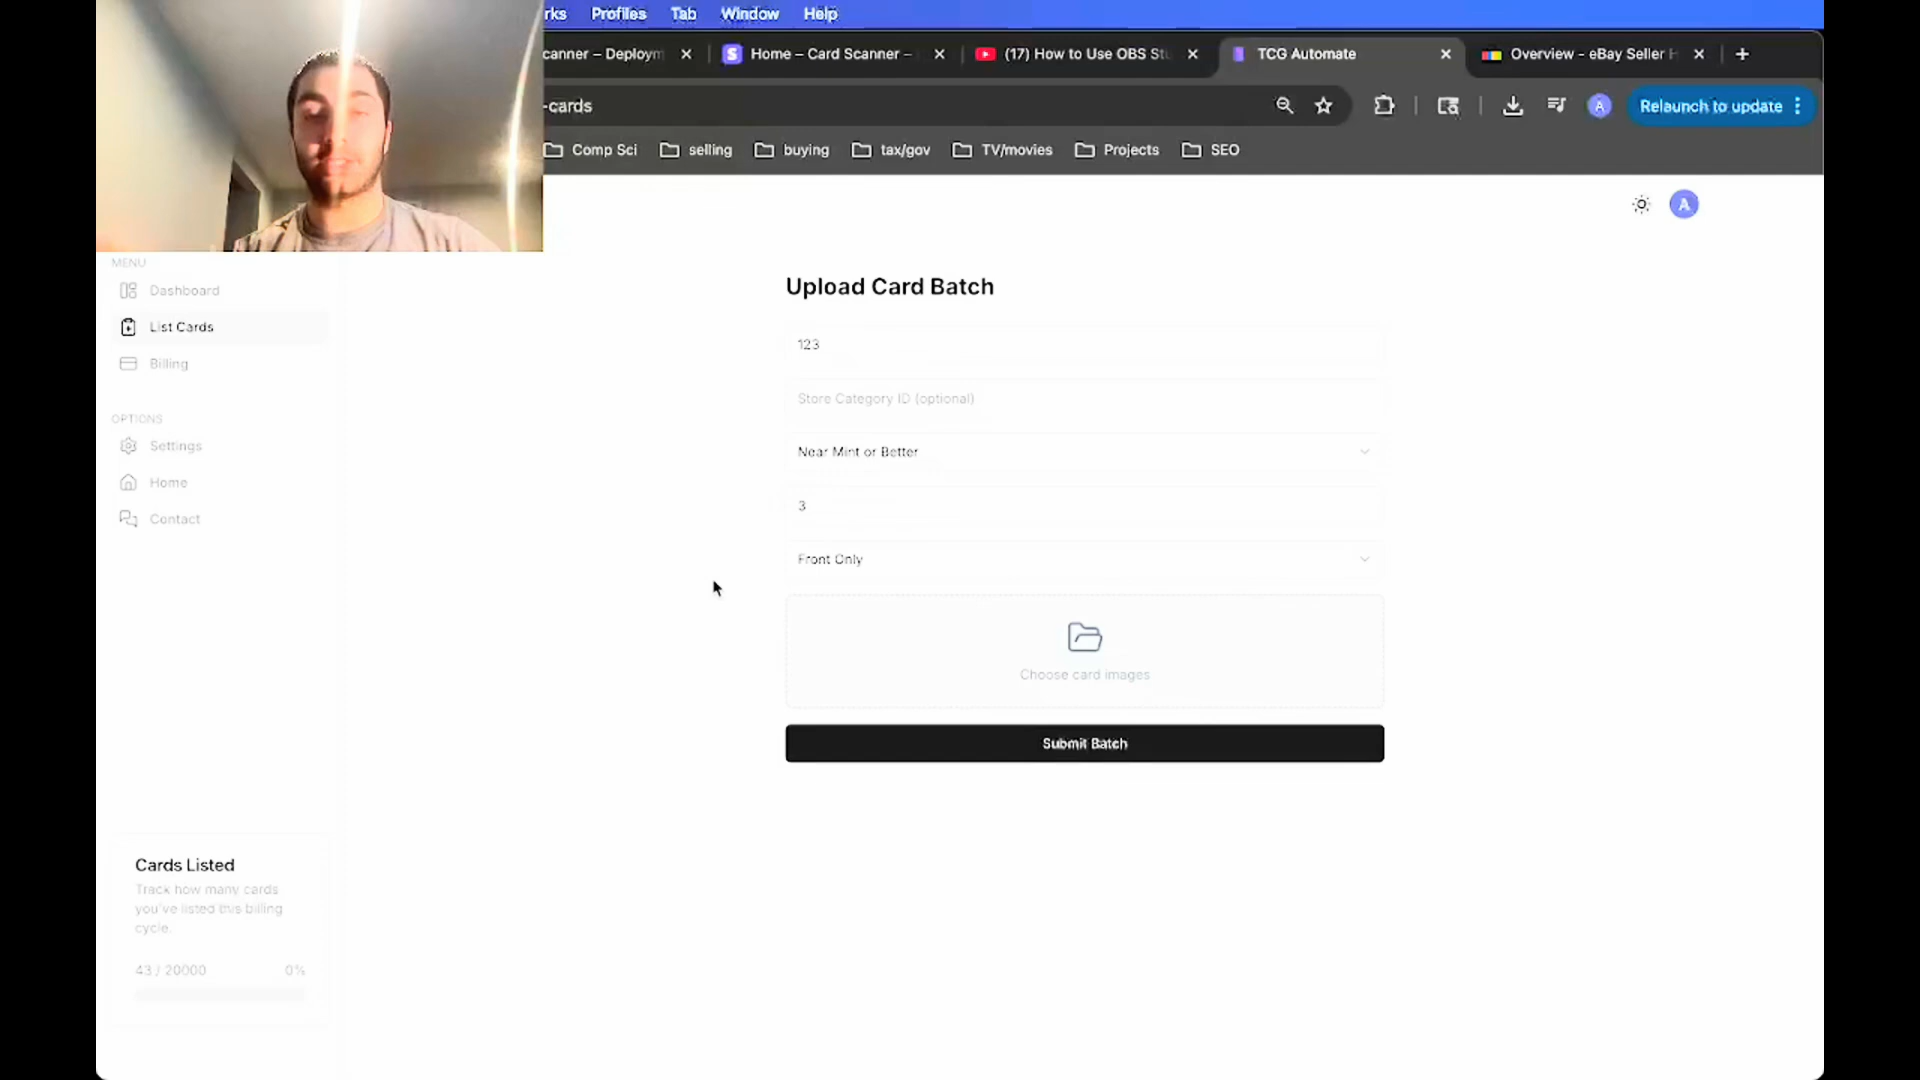 rks Profiles Tab Window Help
canner – Deploym
Home – Card Scanner –
(17) How to Use OBS Stu
TCG Automate
Overview - eBay Seller H
-cards
Relaunch to update
Comp Sci
selling
buying
tax/gov
TV/movies
Projects
SEO
A
A
MENU
Dashboard
List Cards
Billing
OPTIONS
Settings
Home
Contact
Upload Card Batch
123
Store Category ID (optional)
Near Mint or Better
3
Front Only
Choose card images
Submit Batch
Cards Listed
Track how many cards
you've listed this billing
cycle.
43 / 20000 0%